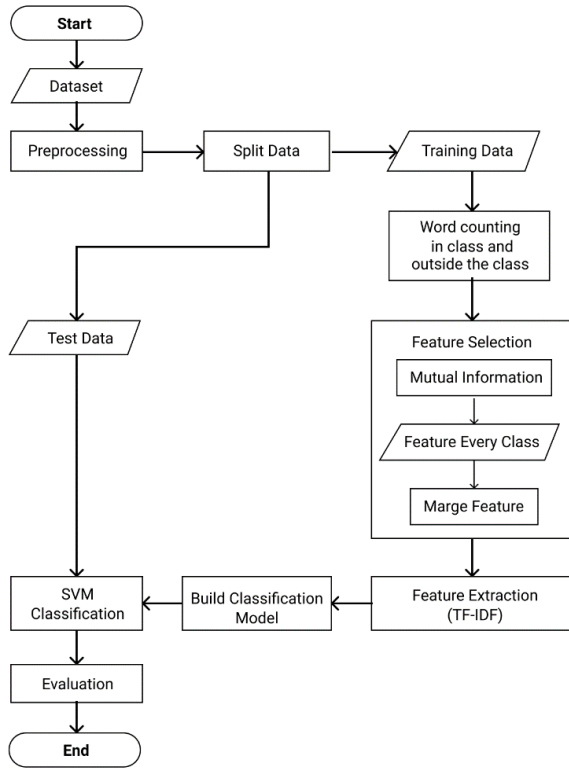 Start
Dataset
Preprocessing
Split Data
Training Data
Word counting
in class and
outside the class
Test Data
Feature Selection
Mutual Information
Feature Every Class
Marge Feature
SVM
Classification
Build Classification
Model
Feature Extraction
(TF-IDF)
Evaluation
End